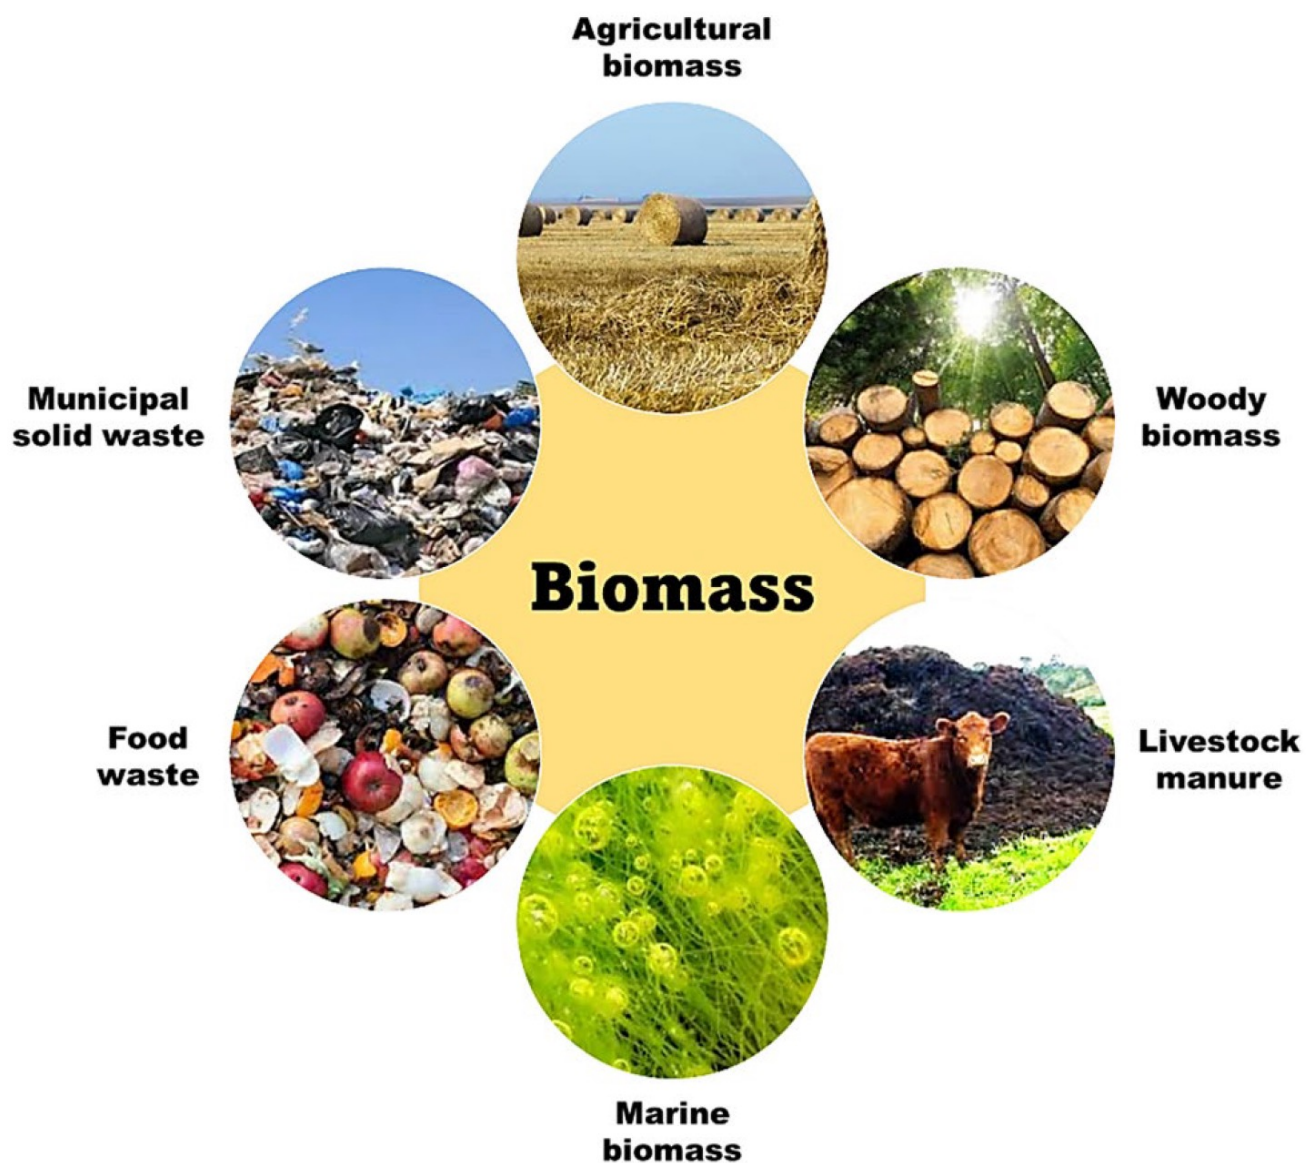 Agricultural
biomass
Municipal
solid waste
Woody
biomass
Biomass
Food
waste
Livestock
manure
Marine
biomass